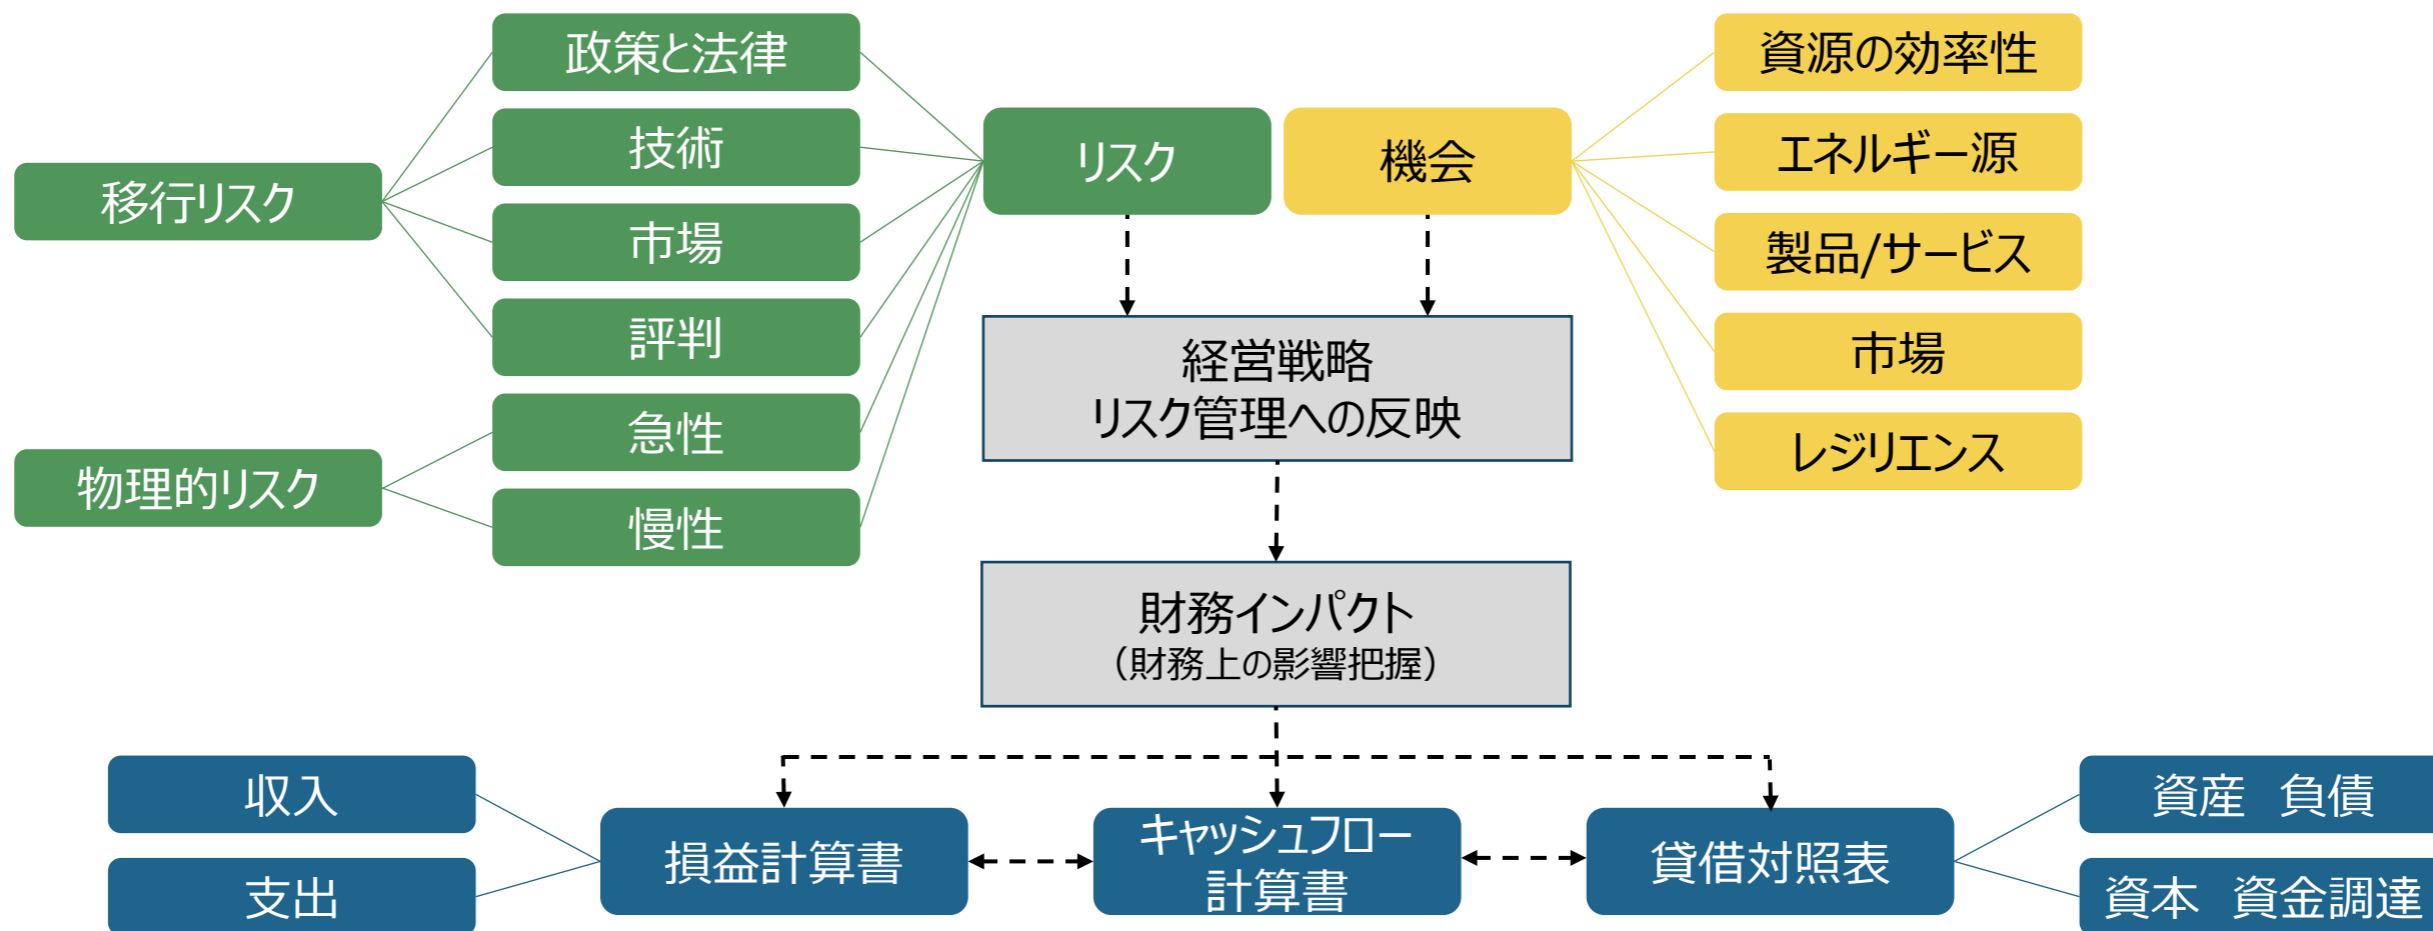 移行リスク
物理的リスク
政策と法律
技術
市場
評判
急性
慢性
リスク
機会
資源の効率性
エネルギー源
製品/サービス
市場
レジリエンス
経営戦略
リスク管理への反映
財務インパクト
（財務上の影響把握）
収入
支出
損益計算書
キャッシュフロー
計算書
貸借対照表
資産　負債
資本　資金調達